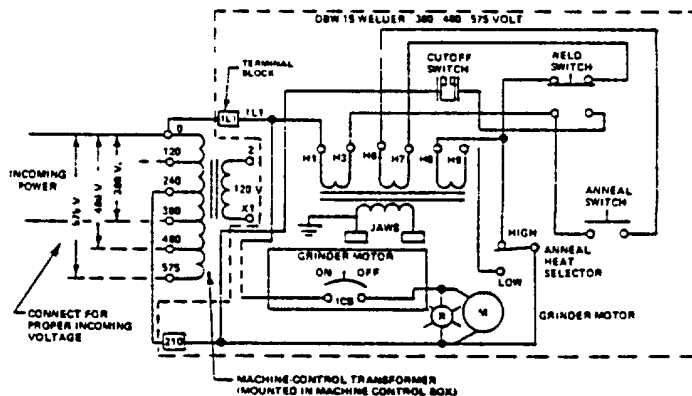 DBW 15 WELDER 380 480 575 VOLT
TERMINAL
BLOCK
CUTOFF
SWITCH
WELD
SWITCH
1L1
1L1
0
120
240
380
480
575
INCOMING
POWER
575 V
480 V
380 V.
2
120 V
X1
H1
H3
H6
H7
H8
H9
JAWS
ANNEAL
SWITCH
HIGH
LOW
ANNEAL
HEAT
SELECTOR
GRINDER MOTOR
ON
OFF
1CB
R
M
GRINDER MOTOR
CONNECT FOR
PROPER INCOMING
VOLTAGE
210
MACHINE-CONTROL TRANSFORMER
(MOUNTED IN MACHINE CONTROL BOX)